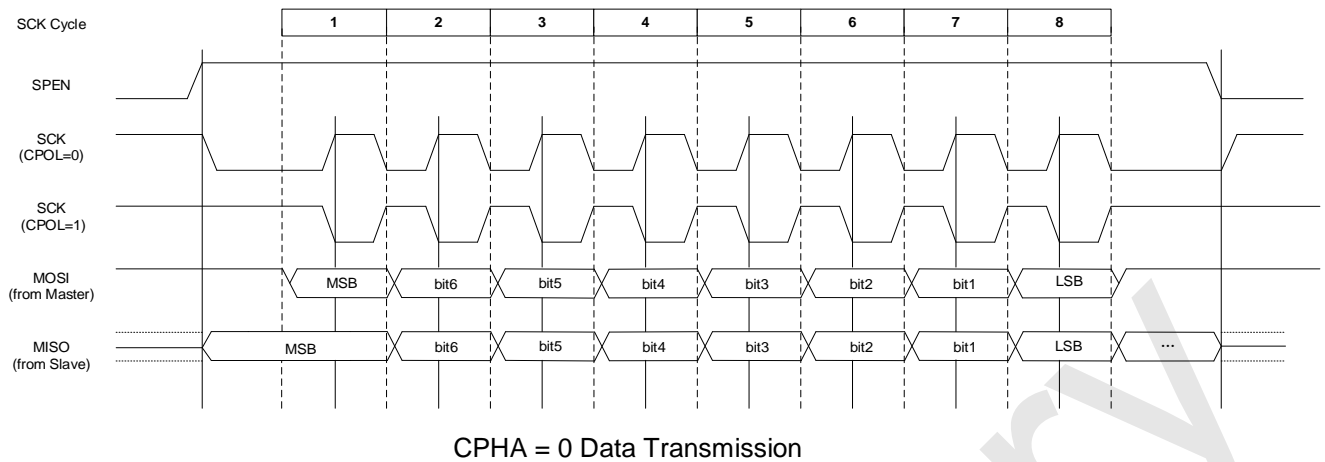 SCK Cycle 1 2 3 4 5 6 7 8
SPEN
SCK
(CPOL=0)
SCK
(CPOL=1)
MOSI
(from Master)
MSB bit6 bit5 bit4 bit3 bit2 bit1 LSB
MISO
(from Slave)
MSB bit6 bit5 bit4 bit3 bit2 bit1 LSB ...
CPHA = 0 Data Transmission